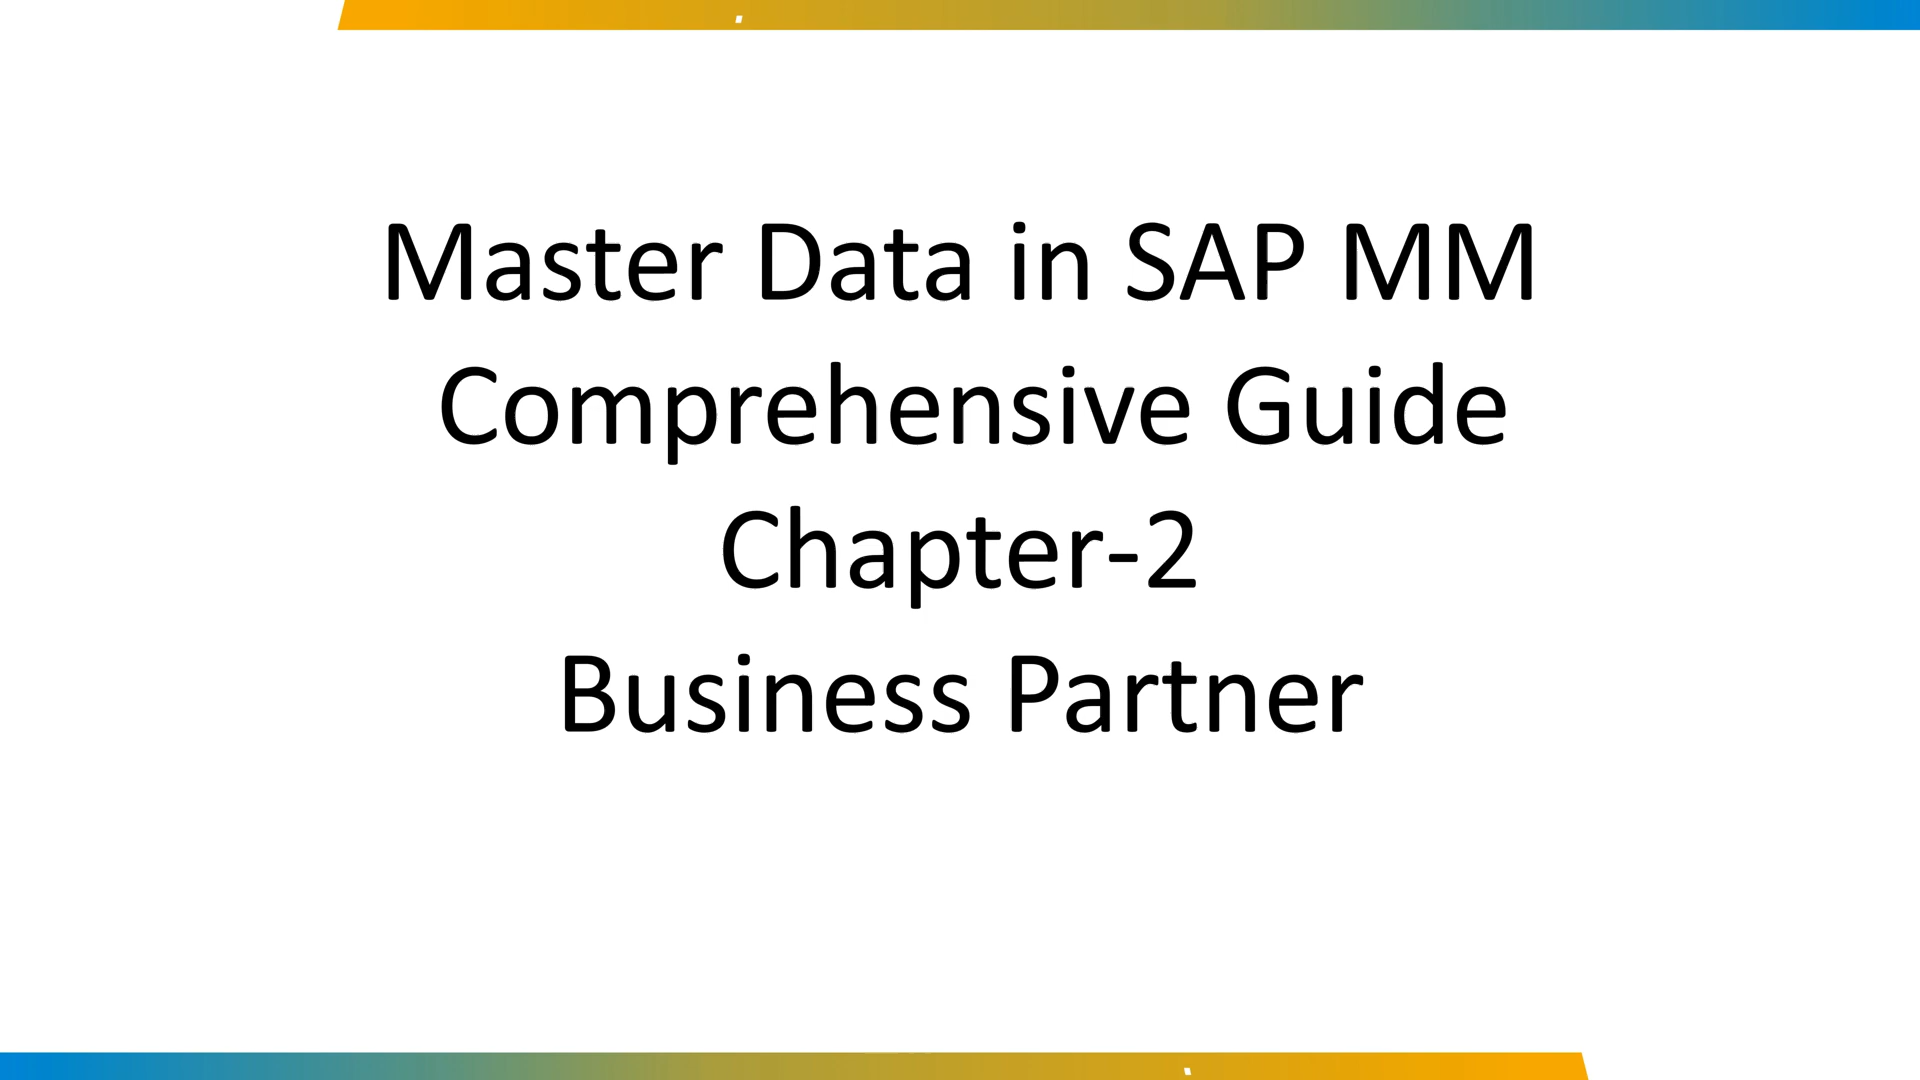 Master Data in SAP MM
Comprehensive Guide
Chapter-2
Business Partner